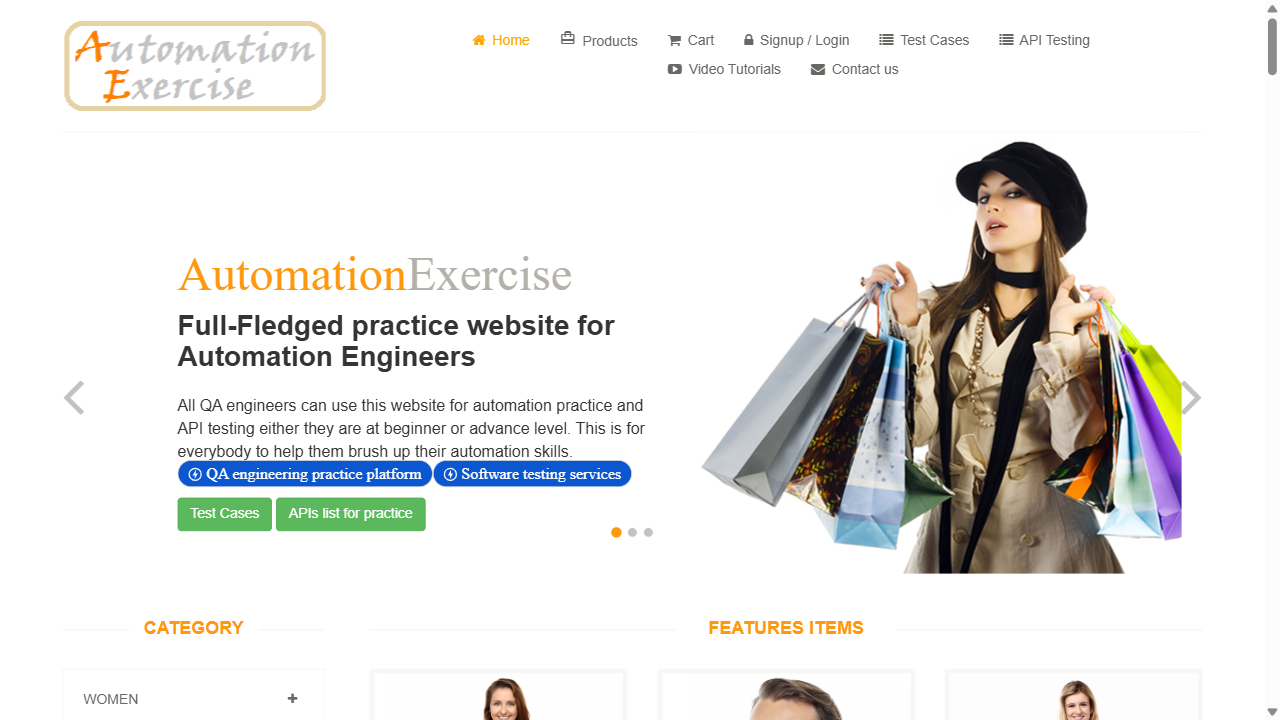 Automation
Exercise
Home
Products
Cart
Signup / Login
Test Cases
API Testing
Video Tutorials
Contact us
AutomationExercise
Full-Fledged practice website for
Automation Engineers
All QA engineers can use this website for automation practice and
API testing either they are at beginner or advance level. This is for
everybody to help them brush up their automation skills.
QA engineering practice platform
Software testing services
Test Cases
APIs list for practice
CATEGORY
FEATURES ITEMS
WOMEN